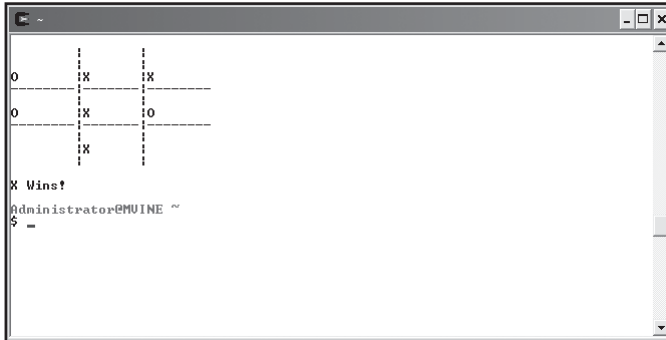 ~
O |X |X
--------|-------|--------
O |X |O
--------|-------|--------
|X |
X Wins!
Administrator@MVINE ~
$ _